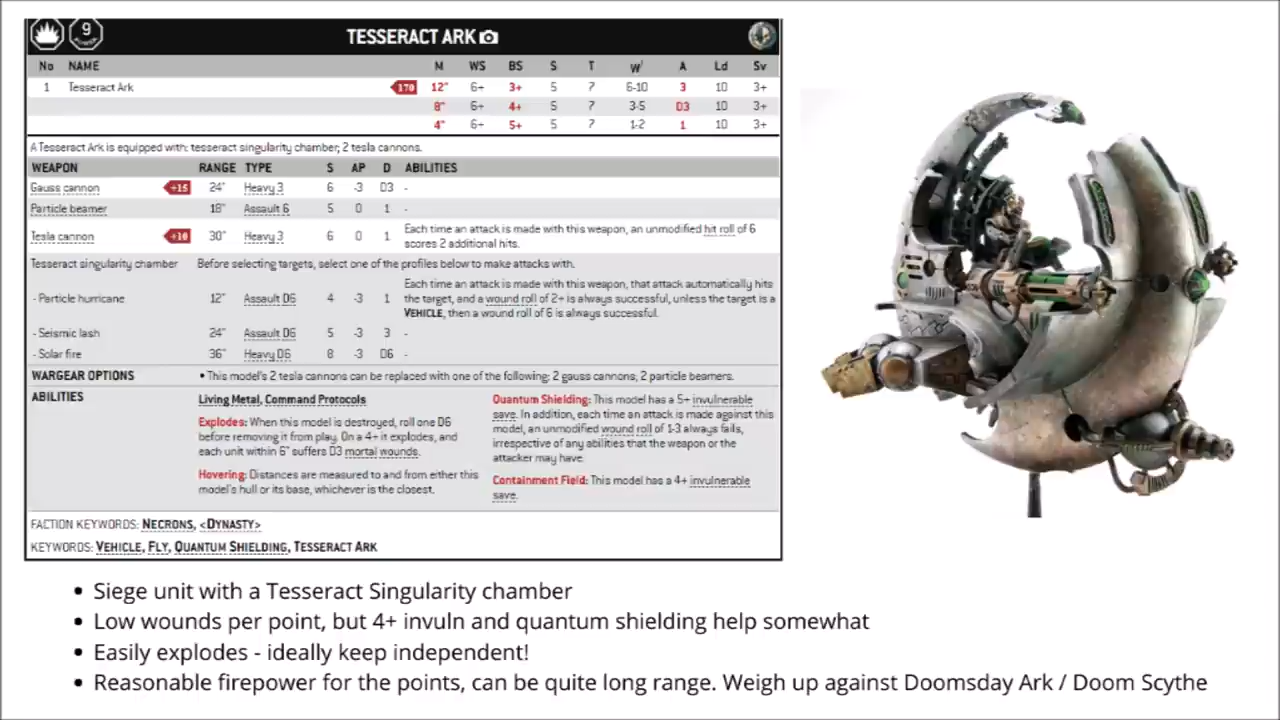 9
TESSERACT ARK
No NAME M WS BS S T W A Ld Sv
1 Tesseract Ark 170 12" 6+ 3+ 5 7 6-10 3 10 3+
8" 6+ 4+ 5 7 3-5 D3 10 3+
4" 6+ 5+ 5 7 1-2 1 10 3+
A Tesseract Ark is equipped with: tesseract singularity chamber; 2 tesla cannons.
WEAPON RANGE TYPE S AP D ABILITIES
Gauss cannon +15 24" Heavy 3 6 -3 D3 -
Particle beamer 18" Assault 6 5 0 1 -
Tesla cannon +10 30" Heavy 3 6 0 1 Each time an attack is made with this weapon, an unmodified hit roll of 6
scores 2 additional hits.
Tesseract singularity chamber Before selecting targets, select one of the profiles below to make attacks with.
- Particle hurricane 12" Assault D6 4 -3 1 Each time an attack is made with this weapon, that attack automatically hits
the target, and a wound roll of 2+ is always successful, unless the target is a
VEHICLE, then a wound roll of 6 is always successful.
- Seismic lash 24" Assault D6 5 -3 3 -
- Solar fire 36" Heavy D6 8 -3 D6 -
WARGEAR OPTIONS • This model's 2 tesla cannons can be replaced with one of the following: 2 gauss cannons; 2 particle beamers.
ABILITIES
Living Metal, Command Protocols
Explodes: When this model is destroyed, roll one D6
before removing it from play. On a 4+ it explodes, and
each unit within 6" suffers D3 mortal wounds.
Hovering: Distances are measured to and from either this
model's hull or its base, whichever is the closest.
Quantum Shielding: This model has a 5+ invulnerable
save. In addition, each time an attack is made against this
model, an unmodified wound roll of 1-3 always fails,
irrespective of any abilities that the weapon or the
attacker may have.
Containment Field: This model has a 4+ invulnerable
save.
FACTION KEYWORDS: NECRONS, <DYNASTY>
KEYWORDS: VEHICLE, FLY, QUANTUM SHIELDING, TESSERACT ARK
• Siege unit with a Tesseract Singularity chamber
• Low wounds per point, but 4+ invuln and quantum shielding help somewhat
• Easily explodes - ideally keep independent!
• Reasonable firepower for the points, can be quite long range. Weigh up against Doomsday Ark / Doom Scythe